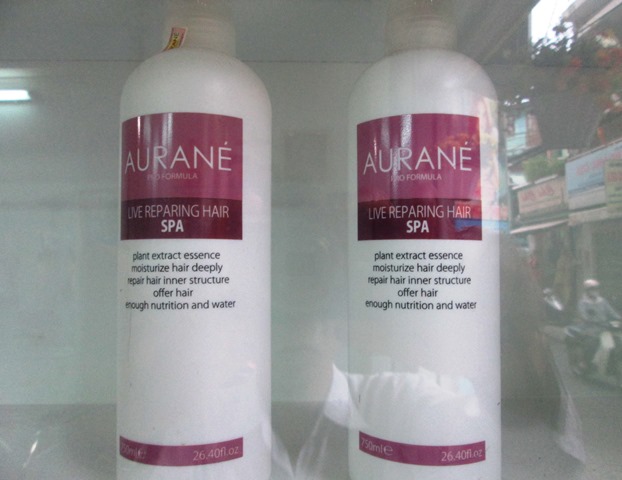 AURANÉ
PRO FORMULA
LIVE REPARING HAIR
SPA
plant extract essence
moisturize hair deeply
repair hair inner structure
offer hair
enough nutrition and water
750ml e
26.40fl.oz
AURANÉ
PRO FORMULA
LIVE REPARING HAIR
SPA
plant extract essence
moisturize hair deeply
repair hair inner structure
offer hair
enough nutrition and water
750ml e
26.40fl.oz